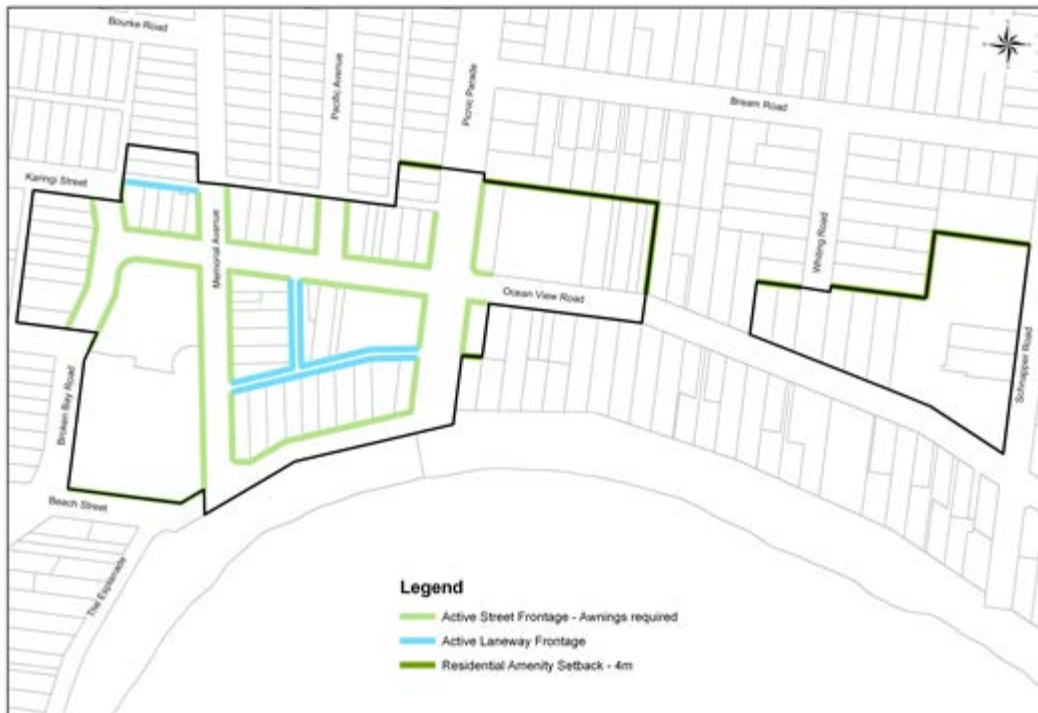 Bourke Road
Pacific Avenue
Picnic Parade
Bream Road
Karingi Street
Memorial Avenue
Whiting Road
Ocean View Road
Schnapper Road
Broken Bay Road
Beach Street
The Esplanade
Legend
Active Street Frontage - Awnings required
Active Laneway Frontage
Residential Amenity Setback - 4m